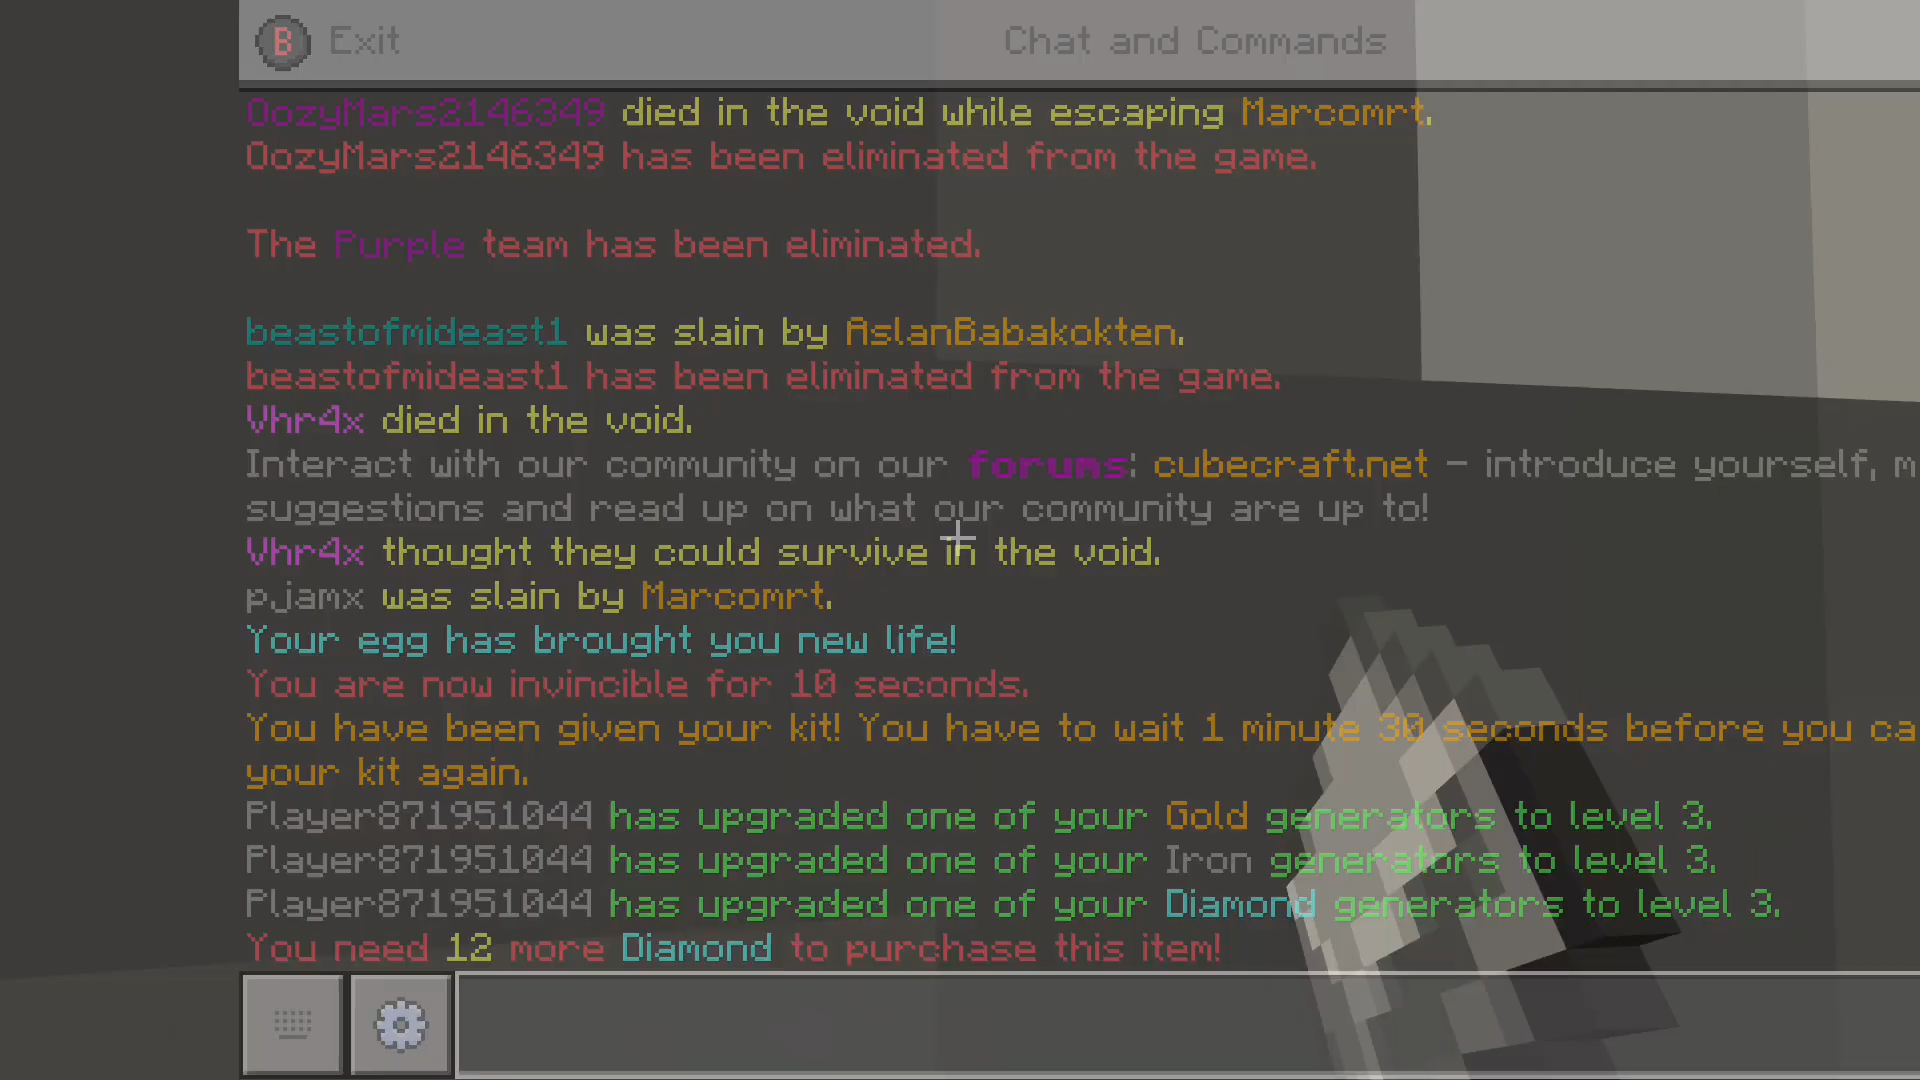 B Exit
Chat and Commands
OozyMars2146349 died in the void while escaping Marcomrt.
OozyMars2146349 has been eliminated from the game.
The Purple team has been eliminated.
beastofmideast1 was slain by AslanBabakokten.
beastofmideast1 has been eliminated from the game.
Vhr4x died in the void.
Interact with our community on our forums: cubecraft.net - introduce yourself, m
suggestions and read up on what our community are up to!
Vhr4x thought they could survive in the void.
pjamx was slain by Marcomrt.
Your egg has brought you new life!
You are now invincible for 10 seconds.
You have been given your kit! You have to wait 1 minute 30 seconds before you ca
your kit again.
Player871951044 has upgraded one of your Gold generators to level 3.
Player871951044 has upgraded one of your Iron generators to level 3.
Player871951044 has upgraded one of your Diamond generators to level 3.
You need 12 more Diamond to purchase this item!